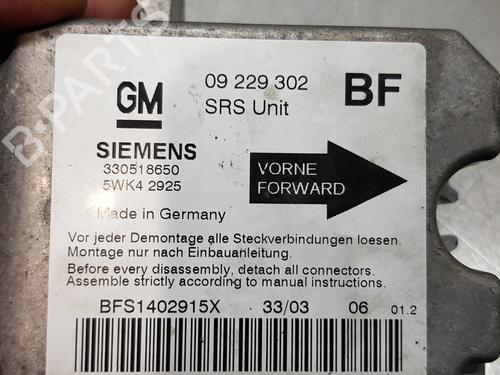 GM
09 229 302
BF
SRS Unit
SIEMENS
330518650
5WK4 2925
VORNE
FORWARD
Made in Germany
Vor jeder Demontage alle Steckverbindungen loesen.
Montage nur nach Einbauanleitung.
Before every disassembly, detach all connectors.
Assemble strictly according to manual instructions.
BFS1402915X 33/03 06 01.2
B-PARTS